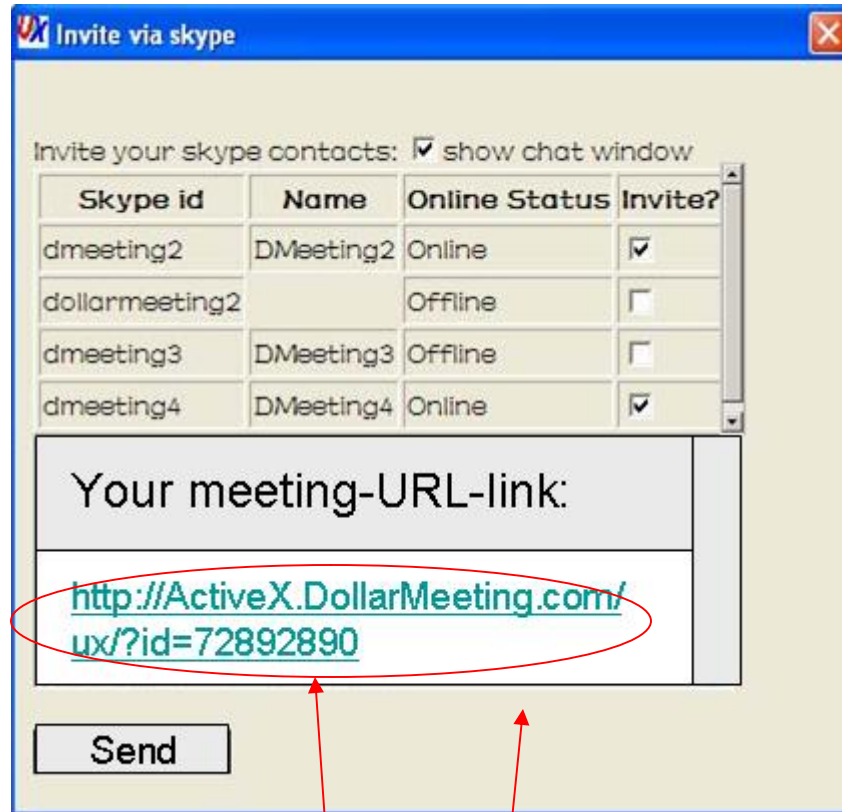 UX Invite via skype
Invite your skype contacts: show chat window
Skype id Name Online Status Invite?
dmeeting2 DMeeting2 Online
dollarmeeting2 Offline
dmeeting3 DMeeting3 Offline
dmeeting4 DMeeting4 Online
Your meeting-URL-link:
http://ActiveX.DollarMeeting.com/
ux/?id=72892890
Send